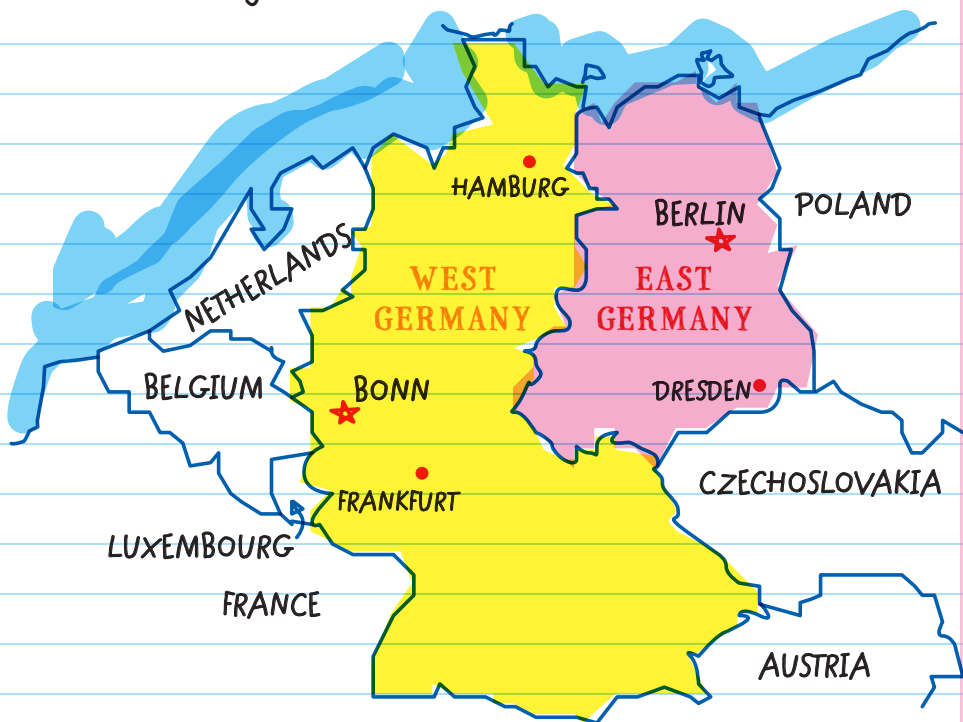 HAMBURG
BERLIN
POLAND
NETHERLANDS
WEST
GERMANY
EAST
GERMANY
BELGIUM
BONN
DRESDEN
FRANKFURT
CZECHOSLOVAKIA
LUXEMBOURG
FRANCE
AUSTRIA